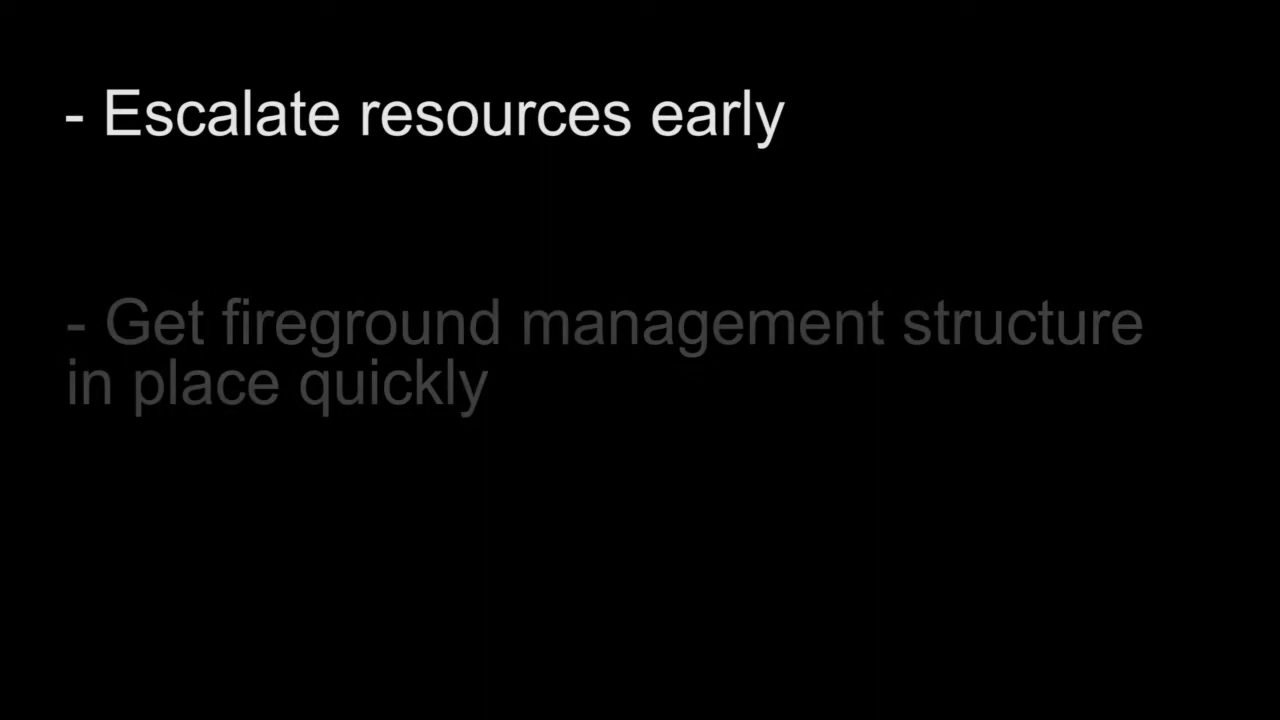 - Escalate resources early
- Get fireground management structure
in place quickly